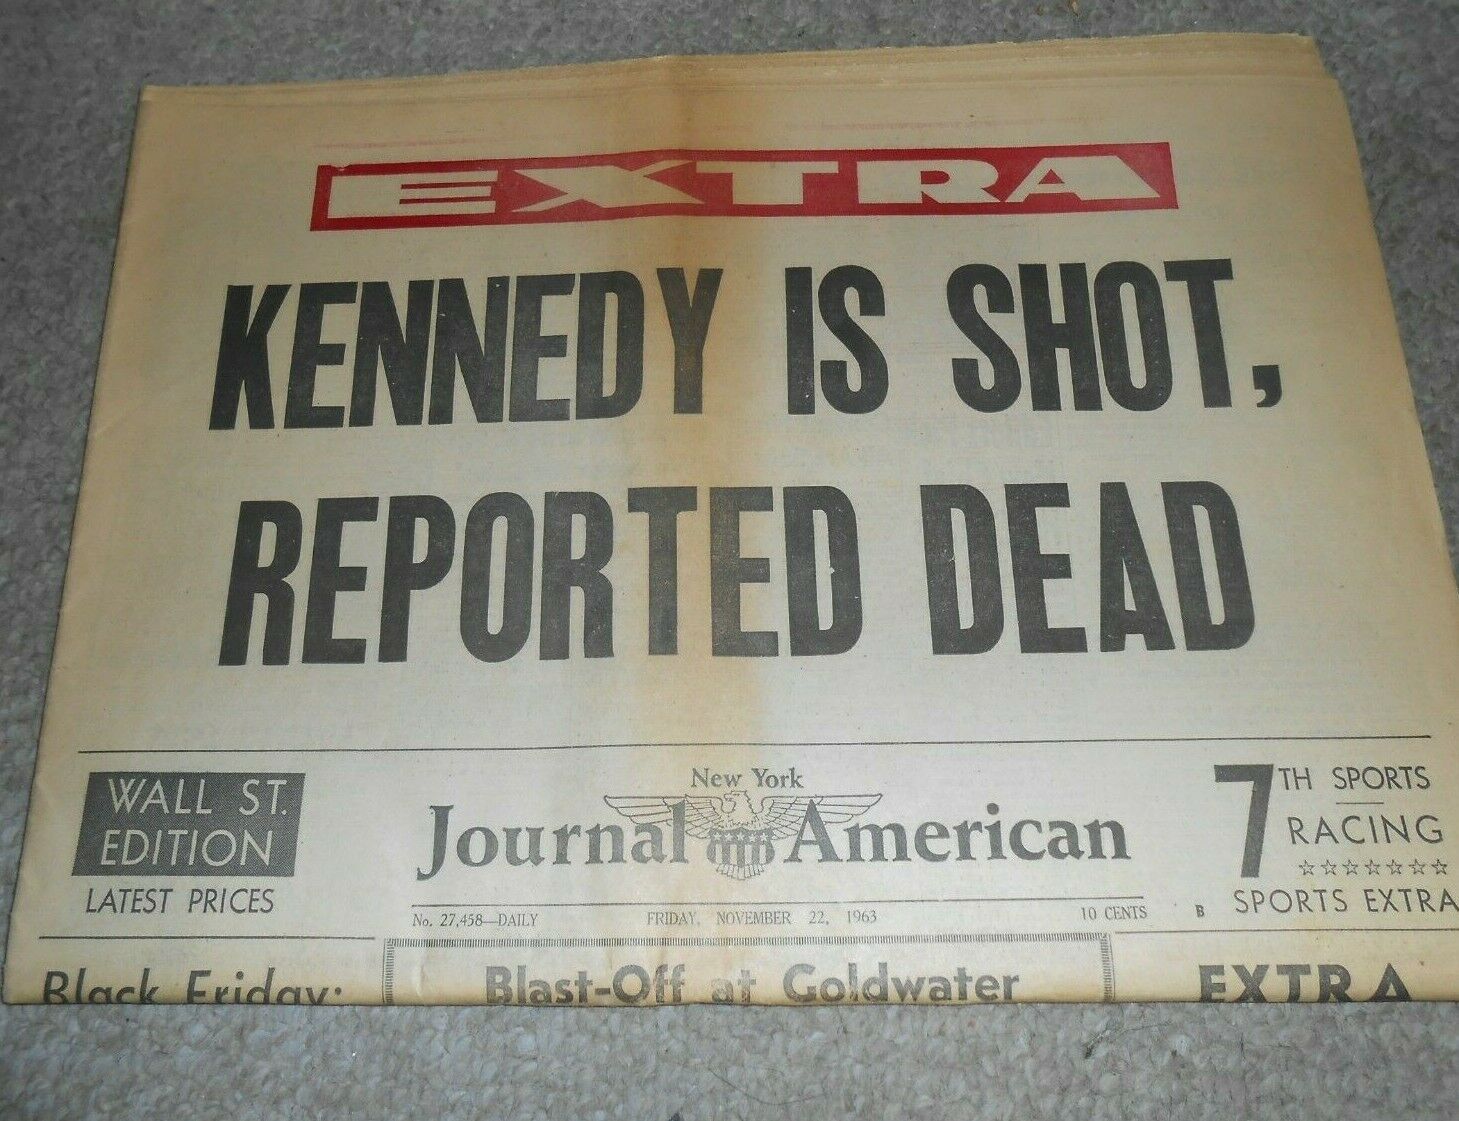 EXTRA
KENNEDY IS SHOT,
REPORTED DEAD
WALL ST.
EDITION
LATEST PRICES
New York
Journal American
No. 27,458—DAILY FRIDAY, NOVEMBER 22, 1963 10 CENTS B
7TH SPORTS
RACING
☆☆☆☆☆☆☆
SPORTS EXTRA
Black Friday:
Blast-Off at Goldwater
EXTRA